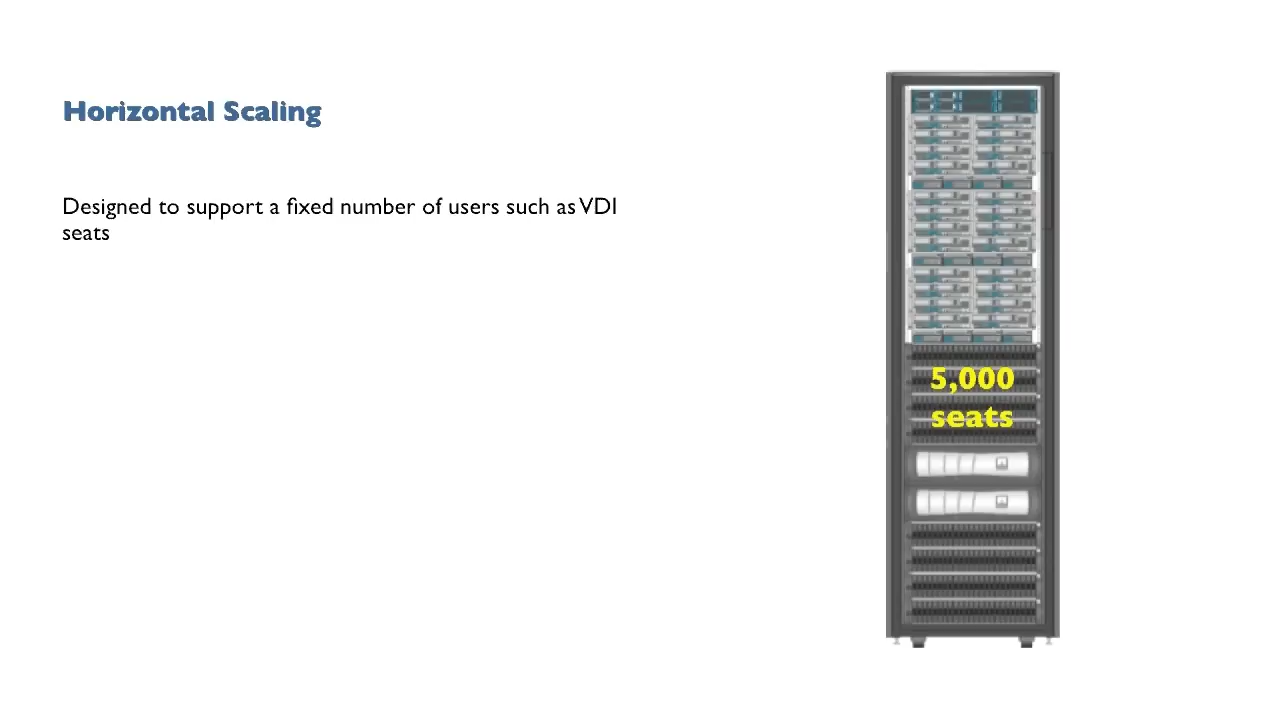 Horizontal Scaling
Designed to support a fixed number of users such as VDI
seats
5,000
seats